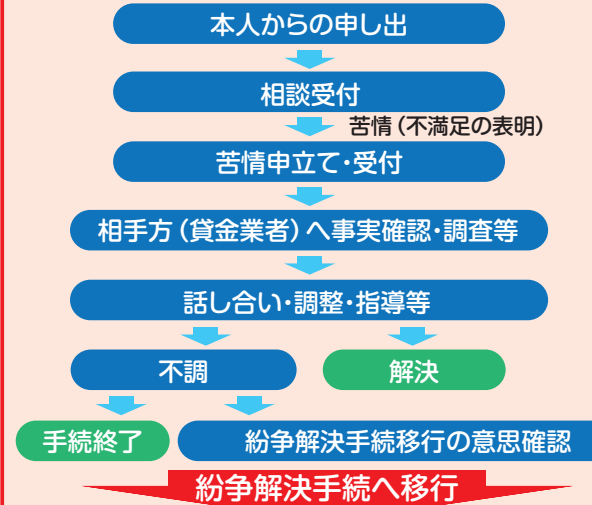 本人からの申し出
相談受付
苦情（不満足の表明）
苦情申立て・受付
相手方（貸金業者）へ事実確認・調査等
話し合い・調整・指導等
不調
解決
手続終了
紛争解決手続移行の意思確認
紛争解決手続へ移行